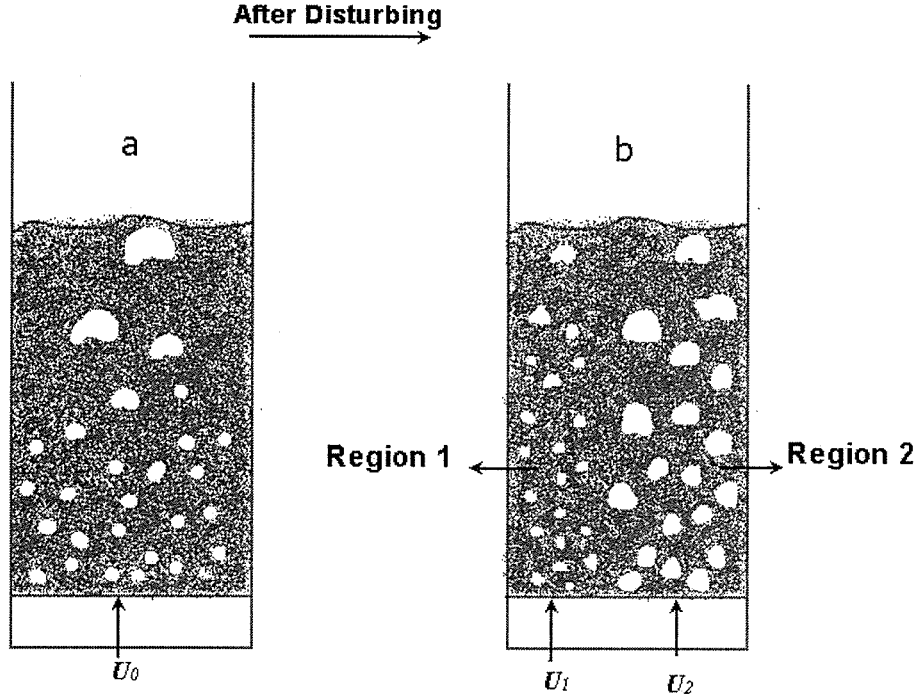 After Disturbing
a
b
Region 1
Region 2
U₀
U₁
U₂